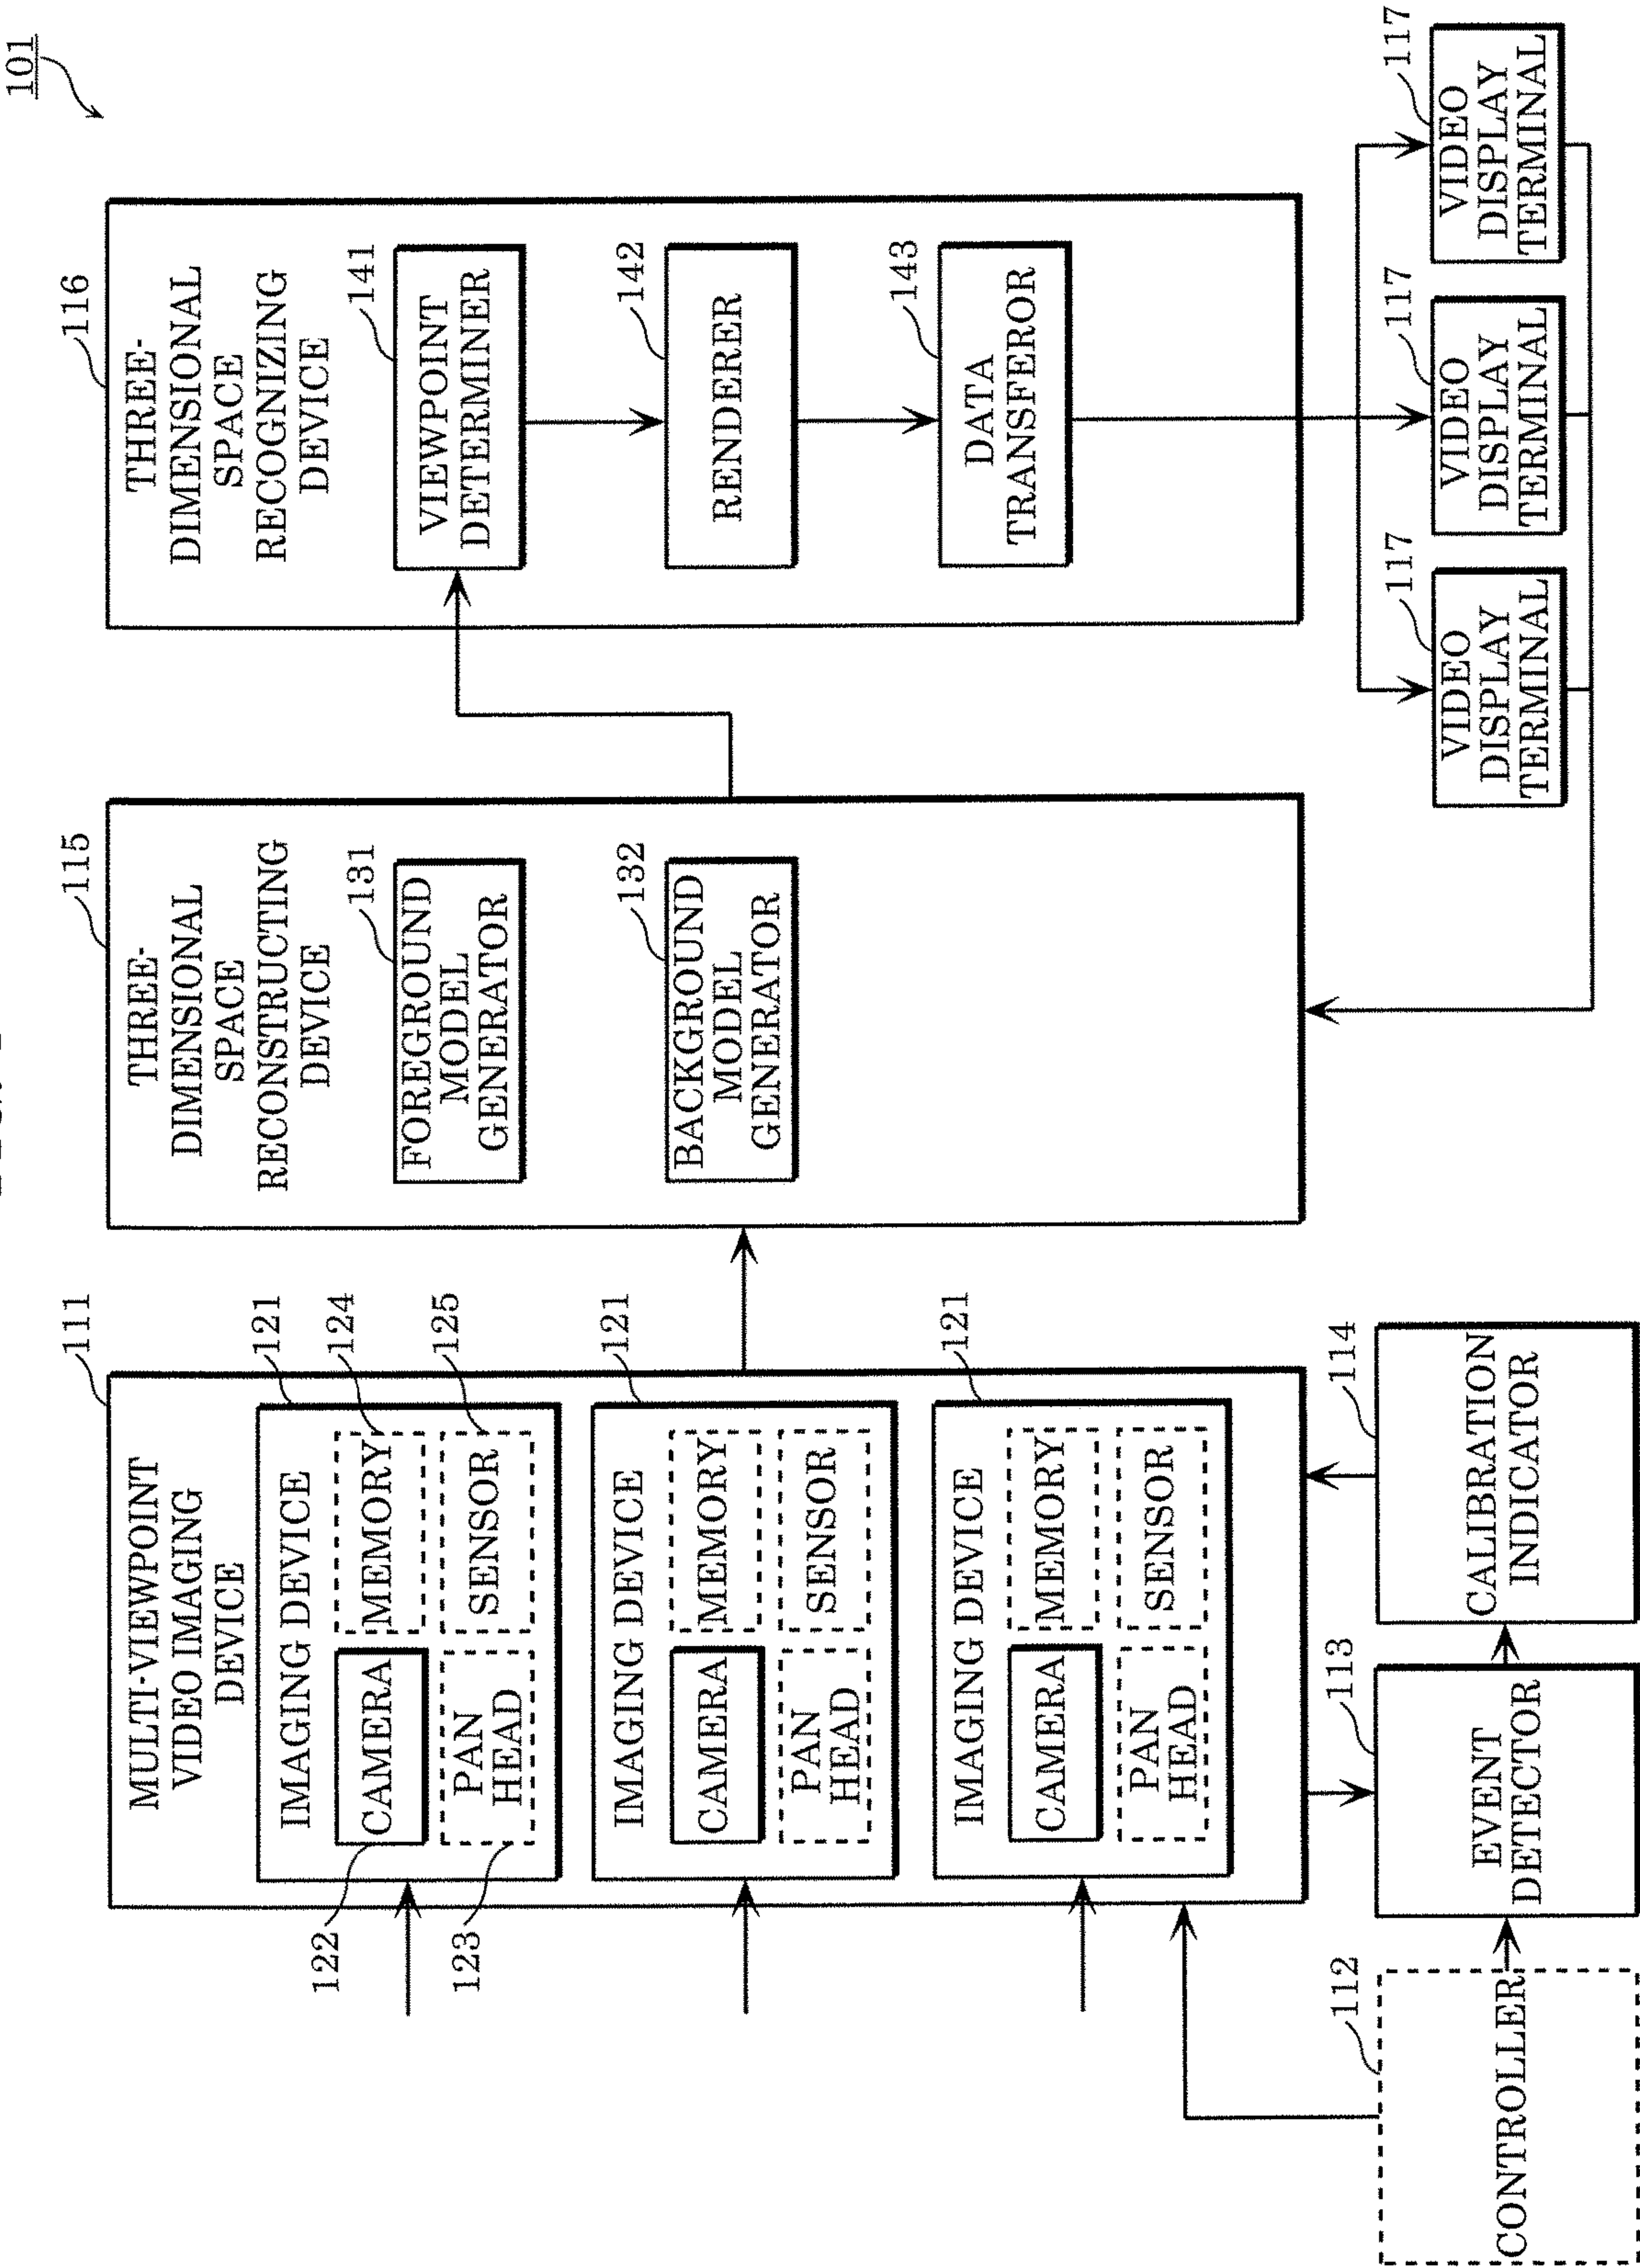 101
111
MULTI-VIEWPOINT
VIDEO IMAGING
DEVICE
121
IMAGING DEVICE
122
CAMERA
124
MEMORY
123
PAN
HEAD
125
SENSOR
121
IMAGING DEVICE
CAMERA
MEMORY
PAN
HEAD
SENSOR
121
IMAGING DEVICE
CAMERA
MEMORY
PAN
HEAD
SENSOR
112
CONTROLLER
113
EVENT
DETECTOR
114
CALIBRATION
INDICATOR
115
THREE-
DIMENSIONAL
SPACE
RECONSTRUCTING
DEVICE
131
FOREGROUND
MODEL
GENERATOR
132
BACKGROUND
MODEL
GENERATOR
116
THREE-
DIMENSIONAL
SPACE
RECOGNIZING
DEVICE
141
VIEWPOINT
DETERMINER
142
RENDERER
143
DATA
TRANSFEROR
117
VIDEO
DISPLAY
TERMINAL
117
VIDEO
DISPLAY
TERMINAL
117
VIDEO
DISPLAY
TERMINAL